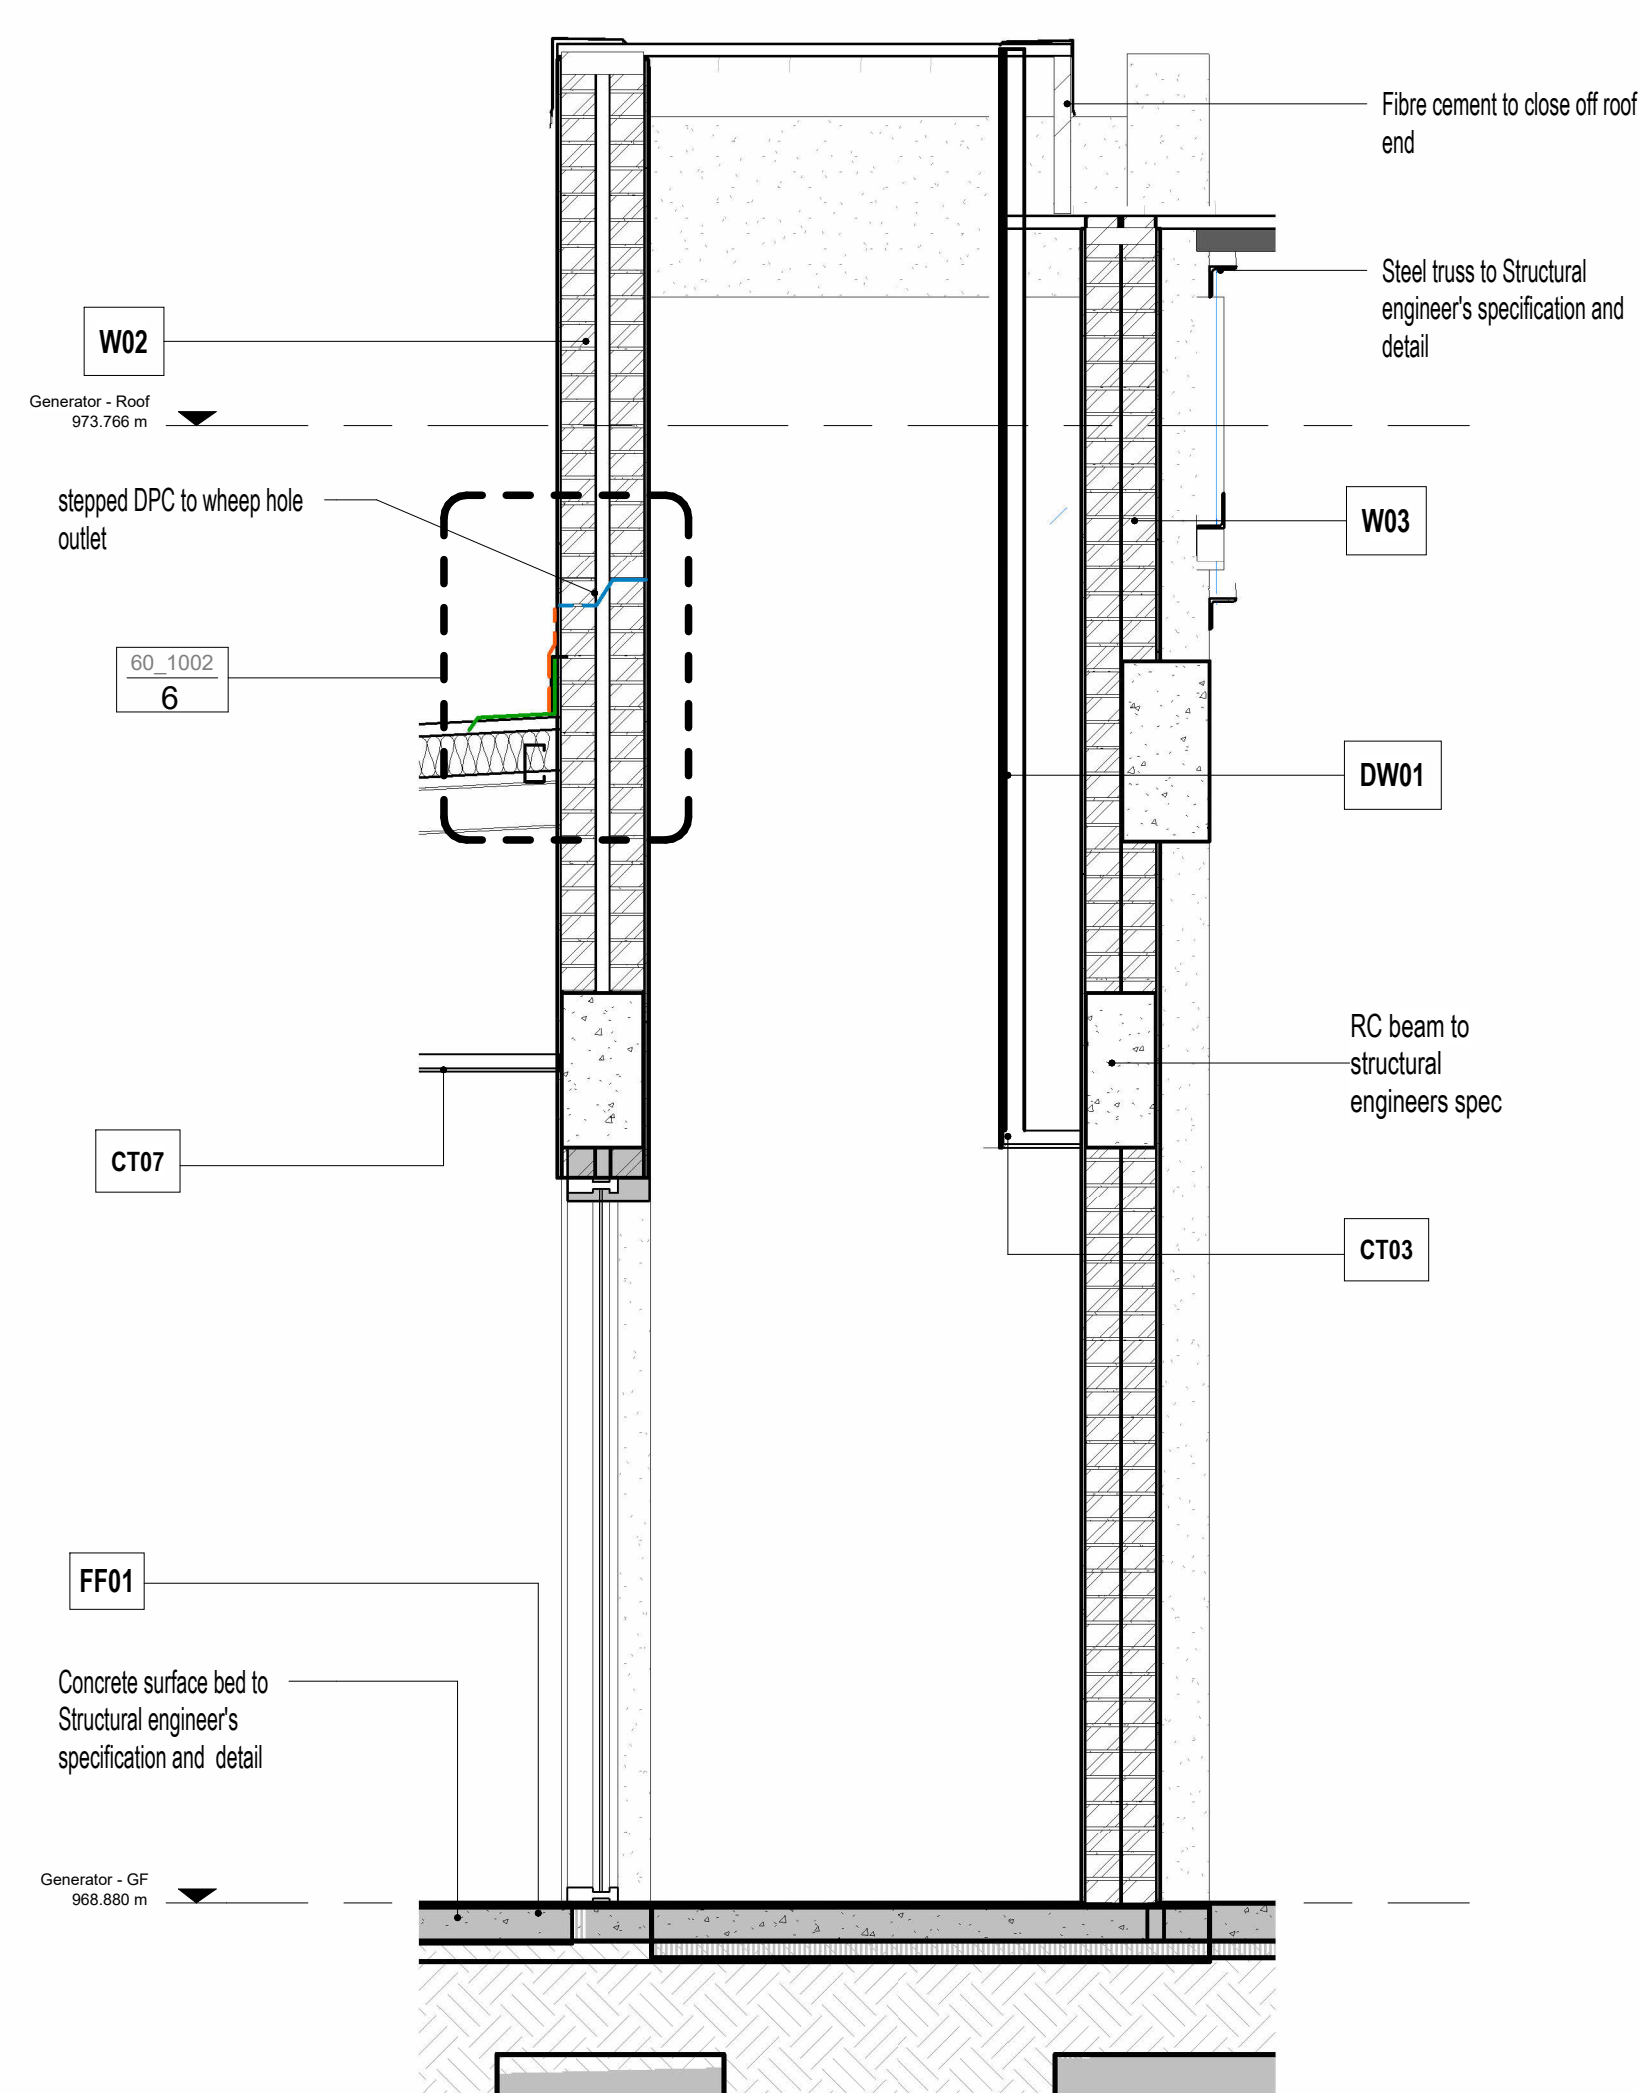 Fibre cement to close off roof
end
Steel truss to Structural
engineer's specification and
detail
W02
Generator - Roof
973.766 m
stepped DPC to wheep hole
outlet
W03
60_1002
6
DW01
RC beam to
structural
engineers spec
CT07
CT03
FF01
Concrete surface bed to
Structural engineer's
specification and  detail
Generator - GF
968.880 m